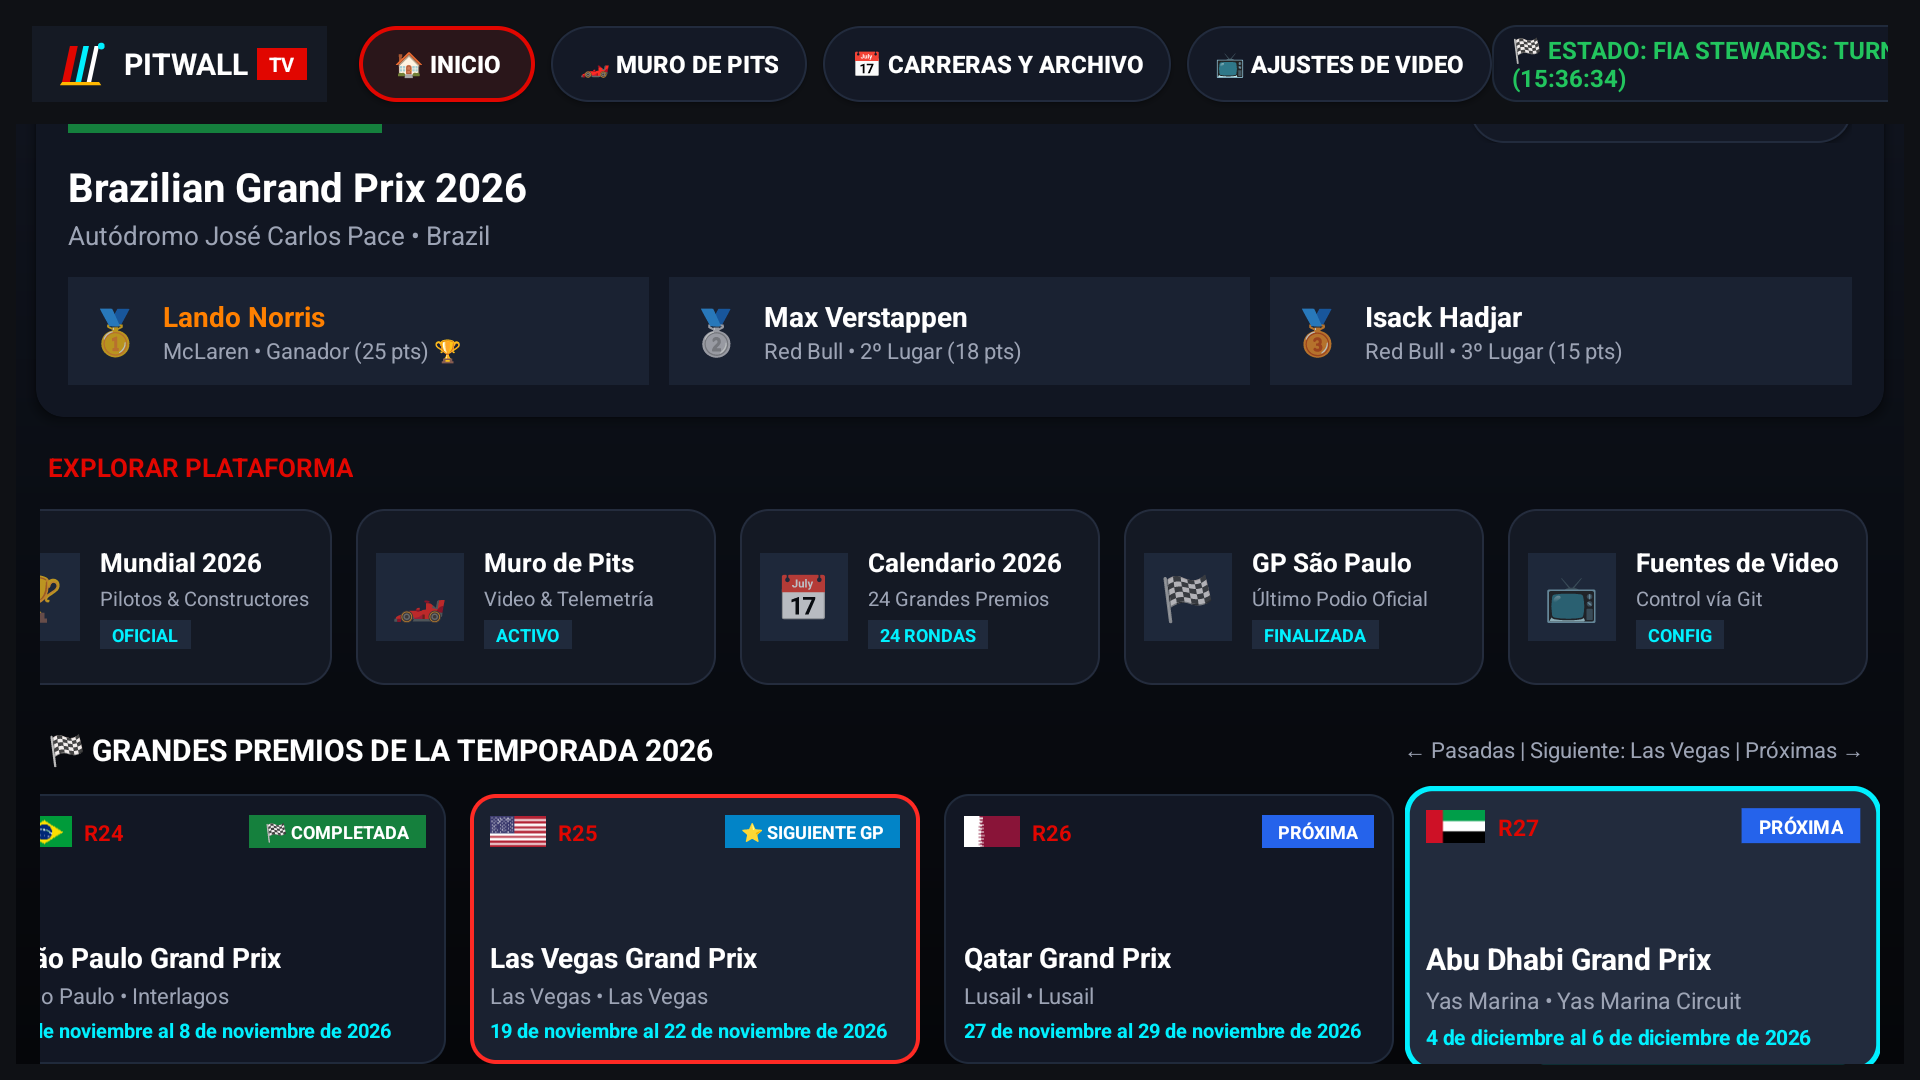 PITWALL TV
INICIO
MURO DE PITS
CARRERAS Y ARCHIVO
AJUSTES DE VIDEO
ESTADO: FIA STEWARDS: TURN
(15:36:34)
Brazilian Grand Prix 2026
Autódromo José Carlos Pace • Brazil
Lando Norris
McLaren • Ganador (25 pts)
Max Verstappen
Red Bull • 2º Lugar (18 pts)
Isack Hadjar
Red Bull • 3º Lugar (15 pts)
EXPLORAR PLATAFORMA
Mundial 2026
Pilotos & Constructores
OFICIAL
Muro de Pits
Video & Telemetría
ACTIVO
July
17
Calendario 2026
24 Grandes Premios
24 RONDAS
GP São Paulo
Último Podio Oficial
FINALIZADA
Fuentes de Video
Control vía Git
CONFIG
GRANDES PREMIOS DE LA TEMPORADA 2026
← Pasadas | Siguiente: Las Vegas | Próximas →
R24
COMPLETADA
ão Paulo Grand Prix
o Paulo • Interlagos
de noviembre al 8 de noviembre de 2026
R25
SIGUIENTE GP
Las Vegas Grand Prix
Las Vegas • Las Vegas
19 de noviembre al 22 de noviembre de 2026
R26
PRÓXIMA
Qatar Grand Prix
Lusail • Lusail
27 de noviembre al 29 de noviembre de 2026
R27
PRÓXIMA
Abu Dhabi Grand Prix
Yas Marina • Yas Marina Circuit
4 de diciembre al 6 de diciembre de 2026